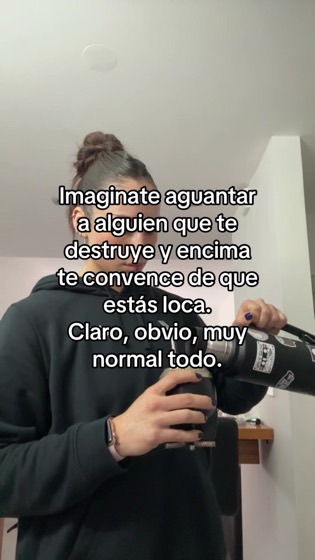 Imaginate aguantar
a alguien que te
destruye y encima
te convence de que
estás loca.
Claro, obvio, muy
normal todo.